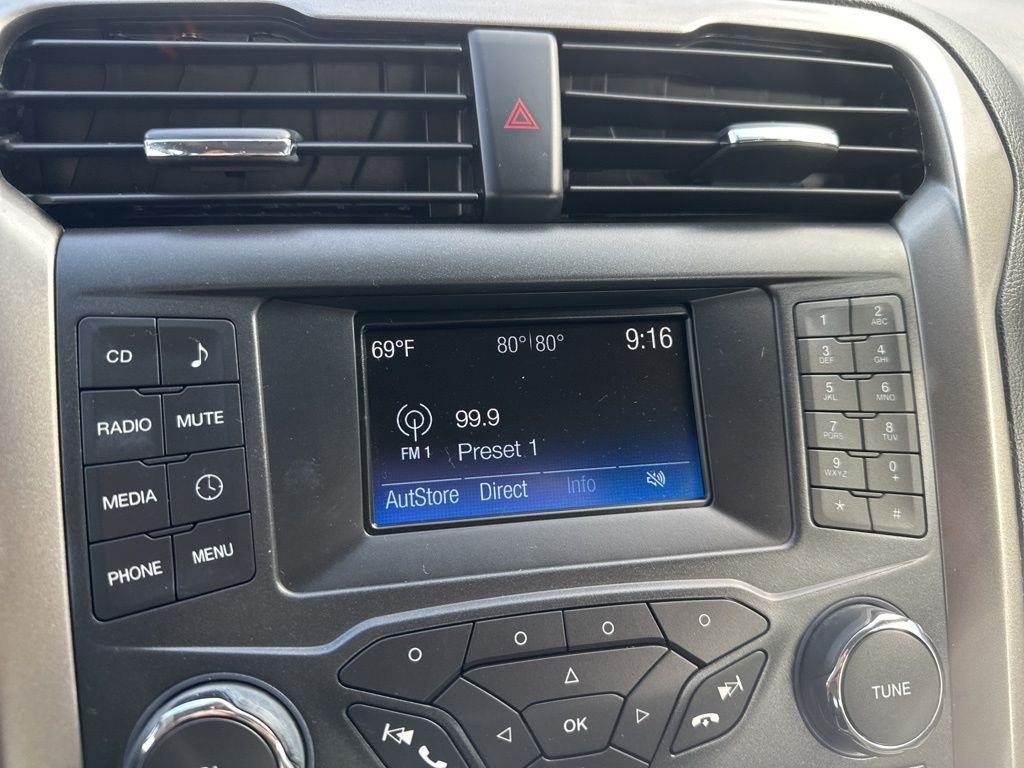 69°F 80° 80° 9:16
99.9
FM 1 Preset 1
AutStore Direct Info
CD
RADIO MUTE
MEDIA
PHONE MENU
1 2 ABC
3 DEF 4 GHI
5 JKL 6 MNO
7 PQRS 8 TUV
9 WXYZ 0 +
* #
OK
TUNE